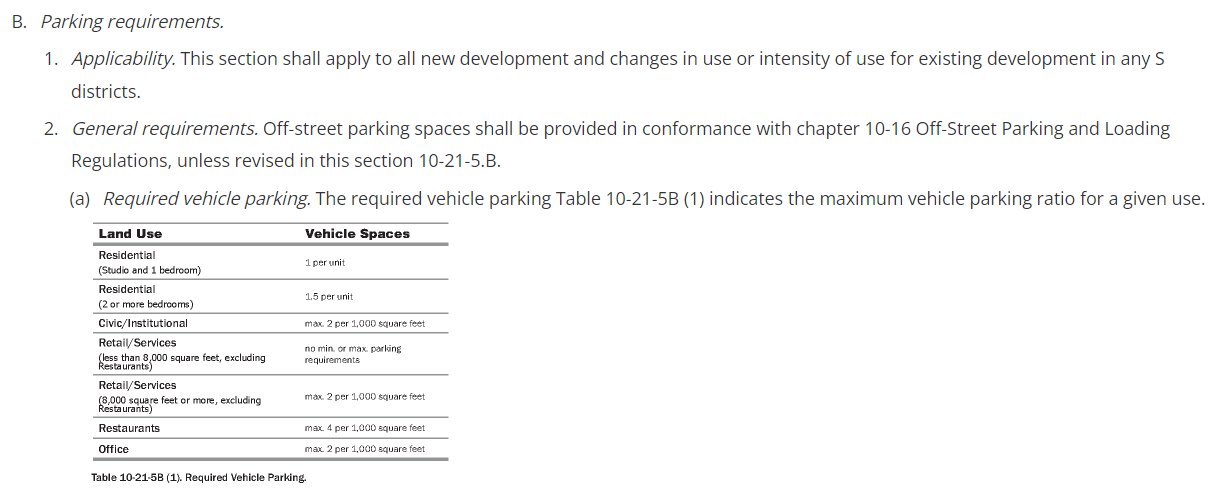 B. Parking requirements.
1. Applicability. This section shall apply to all new development and changes in use or intensity of use for existing development in any S
districts.
2. General requirements. Off-street parking spaces shall be provided in conformance with chapter 10-16 Off-Street Parking and Loading
Regulations, unless revised in this section 10-21-5.B.
(a) Required vehicle parking. The required vehicle parking Table 10-21-5B (1) indicates the maximum vehicle parking ratio for a given use.
Land Use Vehicle Spaces
Residential
(Studio and 1 bedroom) 1 per unit
Residential
(2 or more bedrooms) 1.5 per unit
Civic/Institutional max. 2 per 1,000 square feet
Retail/Services
(less than 8,000 square feet, excluding
Restaurants)
no min. or max. parking
requirements
Retail/Services
(8,000 square feet or more, excluding
Restaurants)
max. 2 per 1,000 square feet
Restaurants max. 4 per 1,000 square feet
Office max. 2 per 1,000 square feet
Table 10-21-5B (1). Required Vehicle Parking.